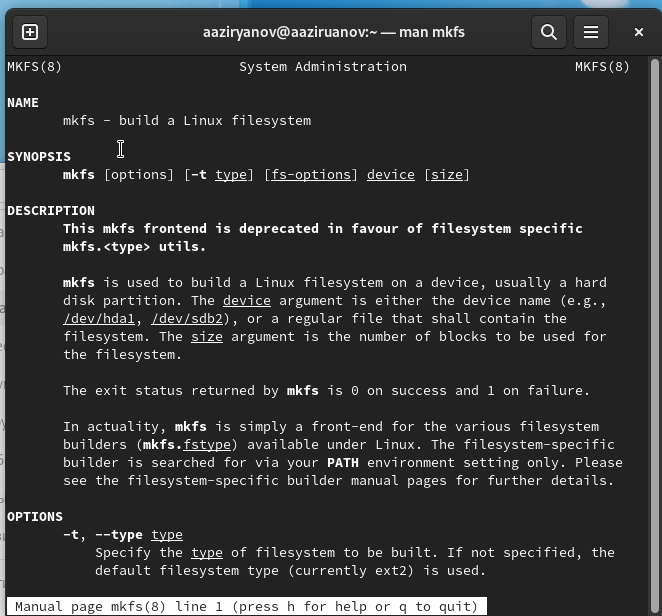 aaziryanov@aaziruanov:~ — man mkfs
MKFS(8) System Administration MKFS(8)
NAME
mkfs - build a Linux filesystem
SYNOPSIS
mkfs [options] [-t type] [fs-options] device [size]
DESCRIPTION
This mkfs frontend is deprecated in favour of filesystem specific
mkfs.<type> utils.
mkfs is used to build a Linux filesystem on a device, usually a hard
disk partition. The device argument is either the device name (e.g.,
/dev/hda1, /dev/sdb2), or a regular file that shall contain the
filesystem. The size argument is the number of blocks to be used for
the filesystem.
The exit status returned by mkfs is 0 on success and 1 on failure.
In actuality, mkfs is simply a front-end for the various filesystem
builders (mkfs.fstype) available under Linux. The filesystem-specific
builder is searched for via your PATH environment setting only. Please
see the filesystem-specific builder manual pages for further details.
OPTIONS
-t, --type type
Specify the type of filesystem to be built. If not specified, the
default filesystem type (currently ext2) is used.
Manual page mkfs(8) line 1 (press h for help or q to quit)